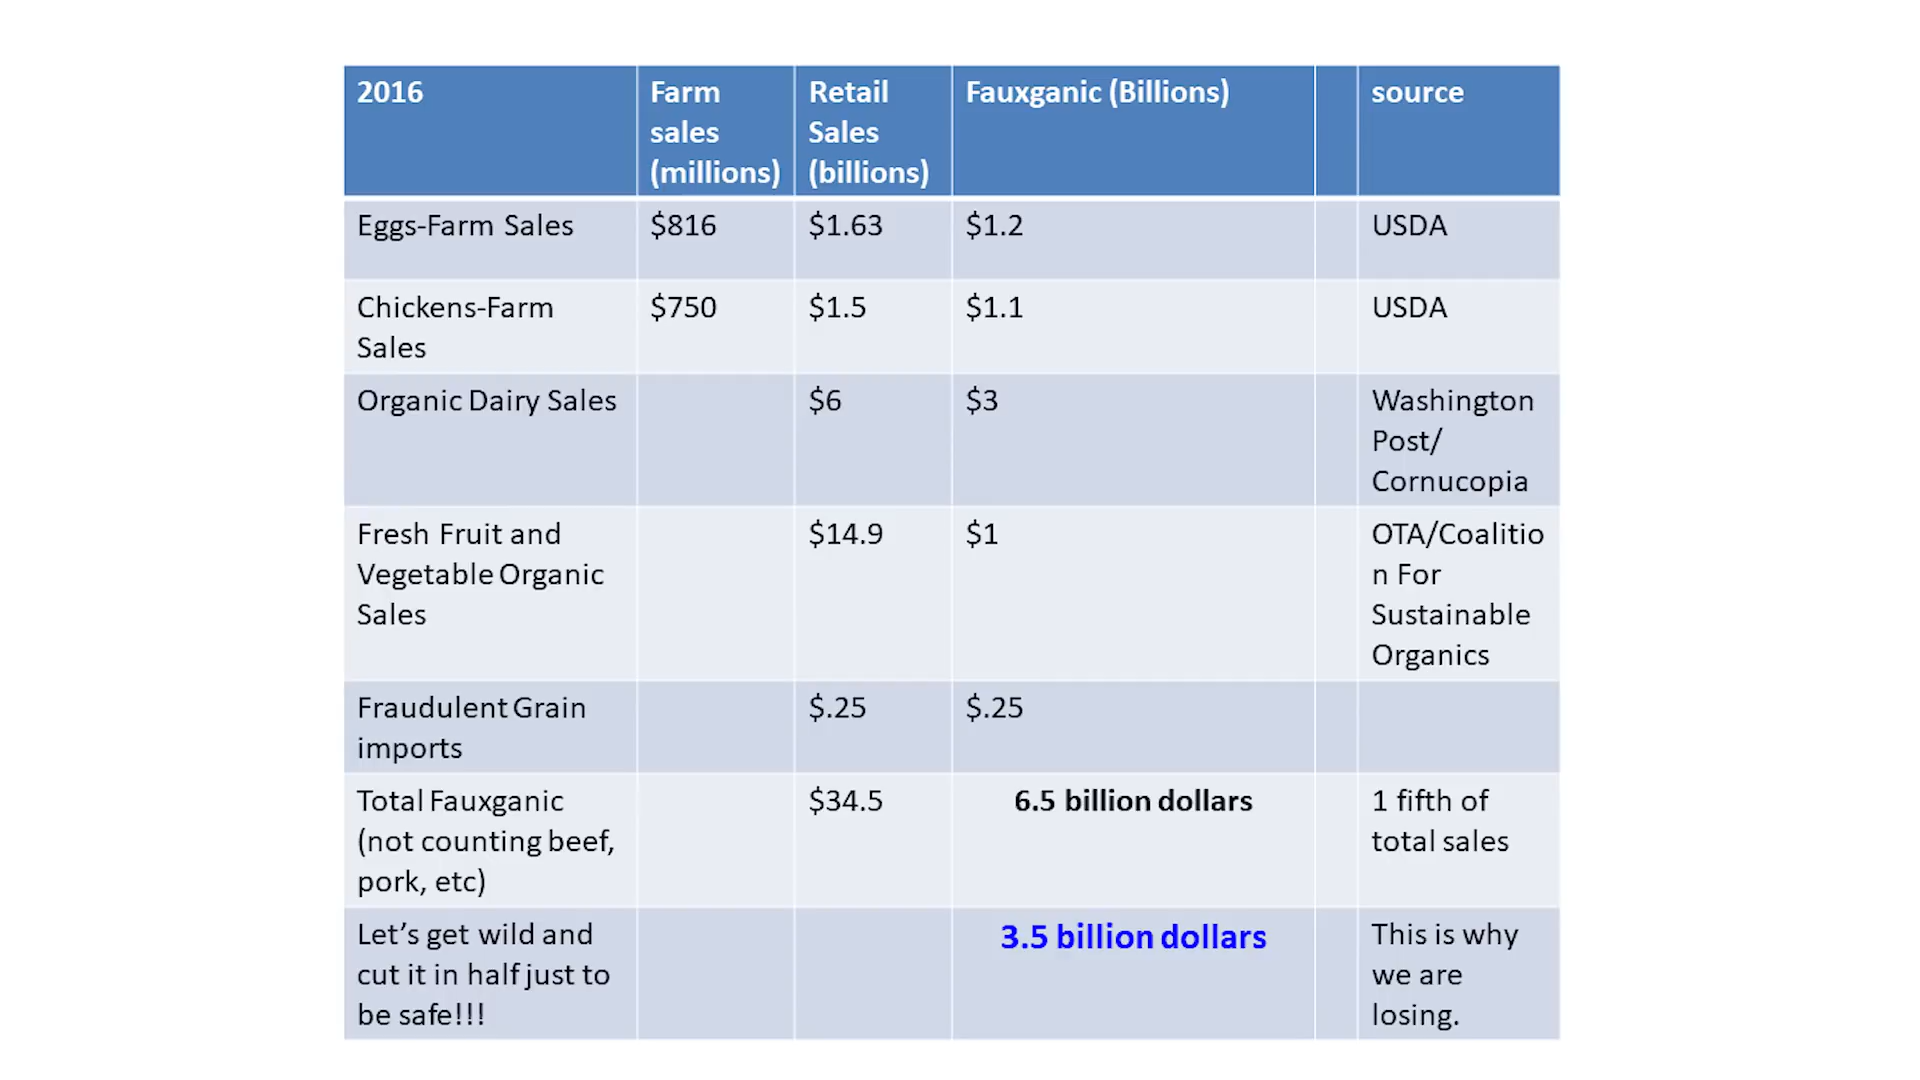 2016
Farm
sales
(millions)
Retail
Sales
(billions)
Fauxganic (Billions)
source
Eggs-Farm Sales
$816
$1.63
$1.2
USDA
Chickens-Farm
Sales
$750
$1.5
$1.1
USDA
Organic Dairy Sales
$6
$3
Washington
Post/
Cornucopia
Fresh Fruit and
Vegetable Organic
Sales
$14.9
$1
OTA/Coalitio
n For
Sustainable
Organics
Fraudulent Grain
imports
$.25
$.25
Total Fauxganic
(not counting beef,
pork, etc)
$34.5
6.5 billion dollars
1 fifth of
total sales
Let’s get wild and
cut it in half just to
be safe!!!
3.5 billion dollars
This is why
we are
losing.